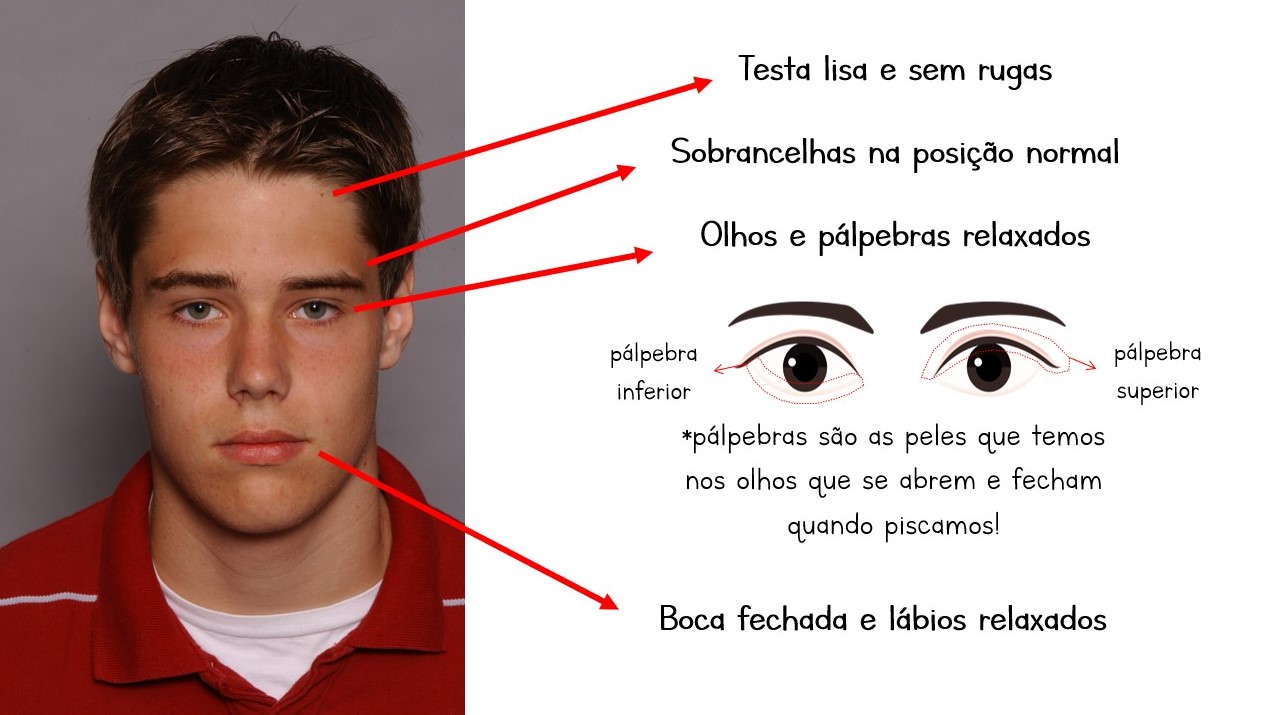 Testa lisa e sem rugas
Sobrancelhas na posição normal
Olhos e pálpebras relaxados
pálpebra
inferior
pálpebra
superior
*pálpebras são as peles que temos
nos olhos que se abrem e fecham
quando piscamos!
Boca fechada e lábios relaxados